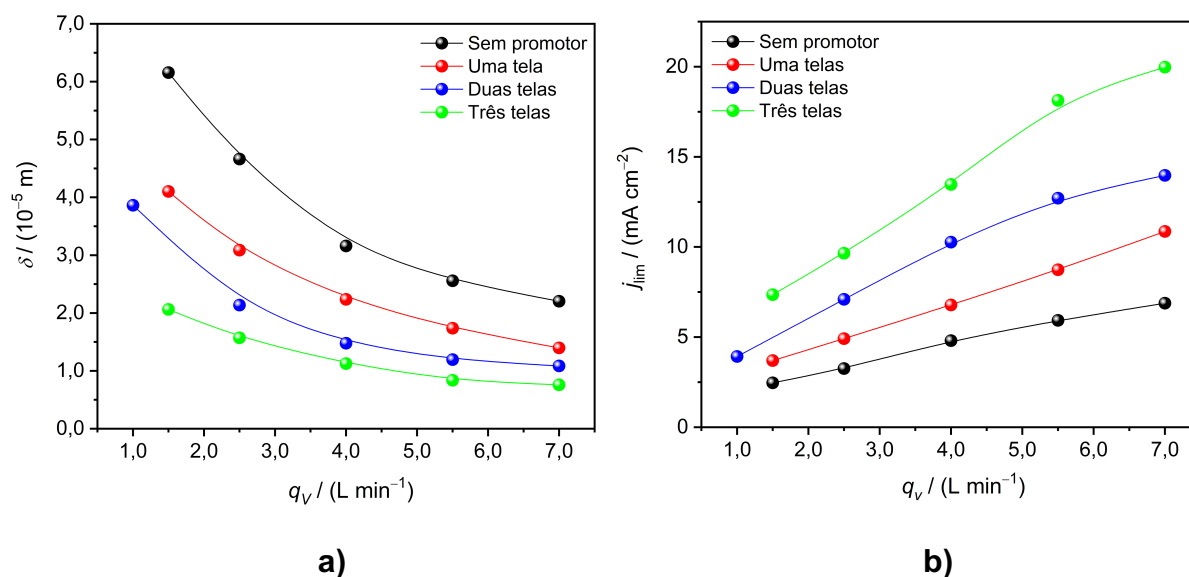 7,0
6,0
5,0
4,0
3,0
2,0
1,0
0,0
δ / (10⁻⁵ m)
Sem promotor
Uma tela
Duas telas
Três telas
1,0 2,0 3,0 4,0 5,0 6,0 7,0
q_V / (L min⁻¹)
a)
20
15
10
5
0
j_lim / (mA cm⁻²)
Sem promotor
Uma telas
Duas telas
Três telas
1,0 2,0 3,0 4,0 5,0 6,0 7,0
q_v / (L min⁻¹)
b)